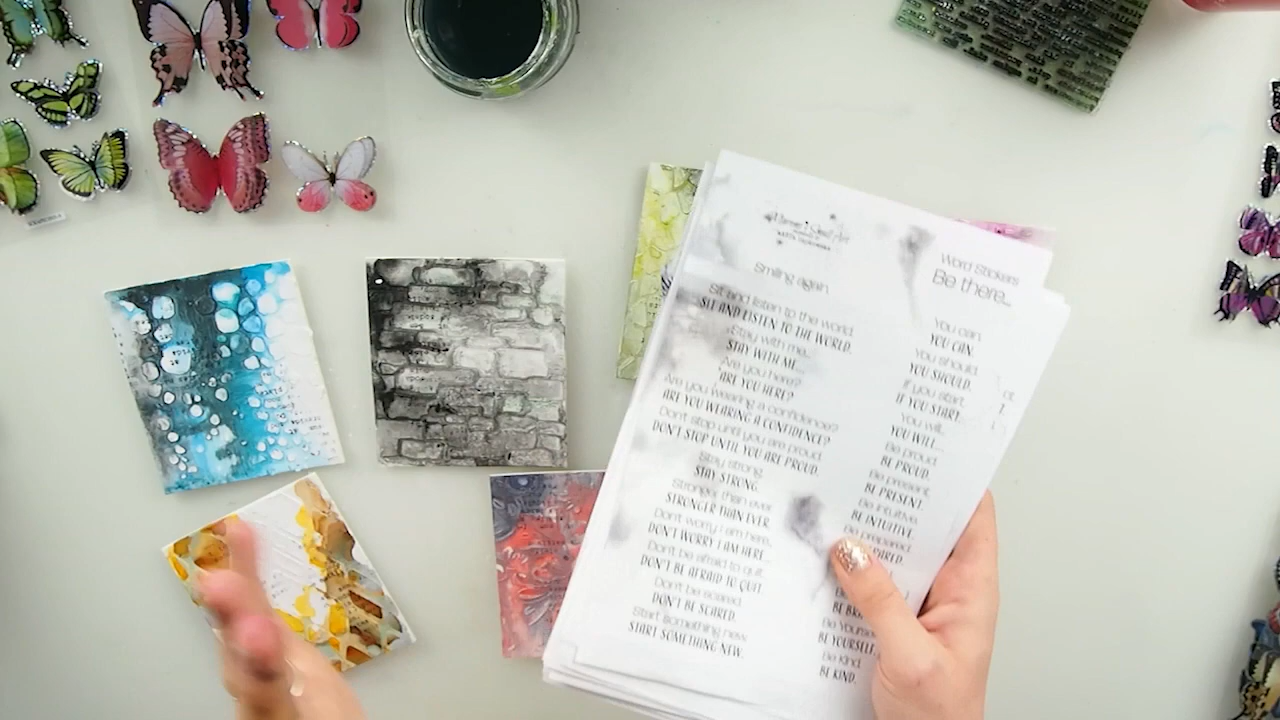 Word Stickers
Be there...
Smiling again
Sit and listen to the world
SIT AND LISTEN TO THE WORLD.
Stay with me...
STAY WITH ME...
Are you here?
ARE YOU HERE?
Are you wearing a confidence?
ARE YOU WEARING A CONFIDENCE?
Don't stop until you are proud
DON'T STOP UNTIL YOU ARE PROUD.
Stay strong
STAY STRONG.
Stronger than ever
STRONGER THAN EVER.
Don't worry I am here...
DON'T WORRY I AM HERE...
Don't be afraid to quit
DON'T BE AFRAID TO QUIT.
Don't be scared
DON'T BE SCARED.
Start something new
START SOMETHING NEW.
You can
YOU CAN.
You should
YOU SHOULD.
If you start
IF YOU START.
You will...
YOU WILL...
Be proud
BE PROUD.
Be present
BE PRESENT.
Be intuitive
BE INTUITIVE.
Be prepared
Be Yourself
BE YOURSELF
Be kind
BE KIND.